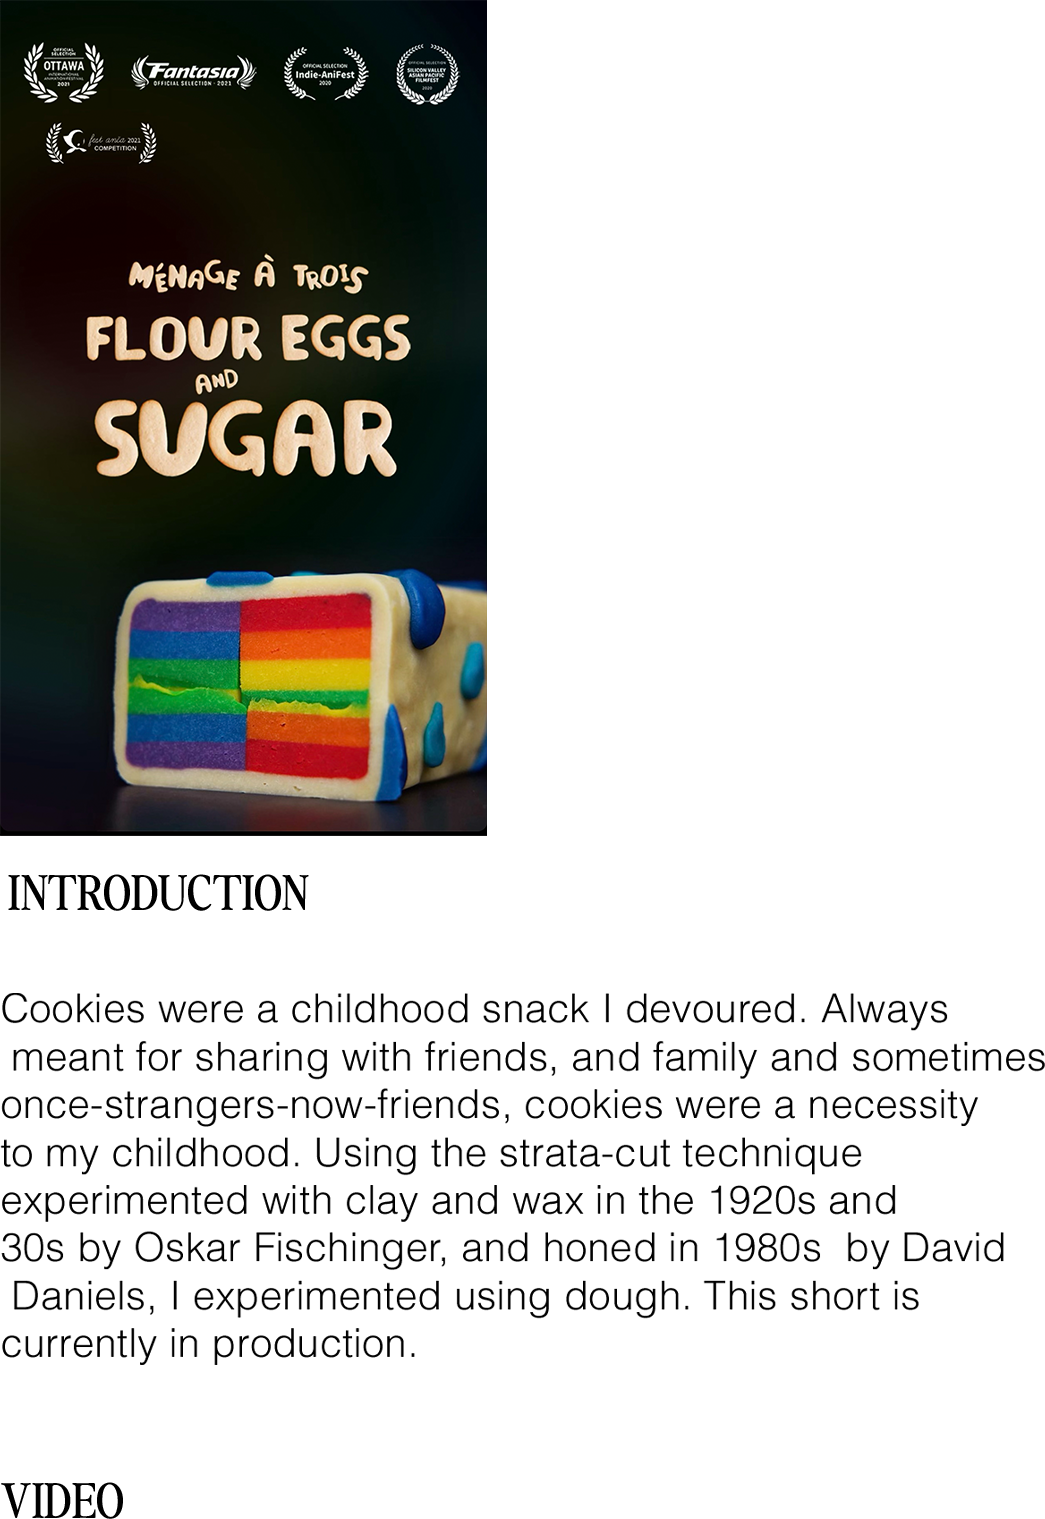 OFFICIAL SELECTION OTTAWA INTERNATIONAL ANIMATION FESTIVAL 2021
Fantasia OFFICIAL SELECTION - 2021
OFFICIAL SELECTION Indie-AniFest 2020
OFFICIAL SELECTION SILICON VALLEY ASIAN PACIFIC FILMFEST 2020
fest anča 2021 COMPETITION
MÉNAGE À TROIS
FLOUR EGGS
AND
SUGAR
INTRODUCTION
Cookies were a childhood snack I devoured. Always
meant for sharing with friends, and family and sometimes
once-strangers-now-friends, cookies were a necessity
to my childhood. Using the strata-cut technique
experimented with clay and wax in the 1920s and
30s by Oskar Fischinger, and honed in 1980s by David
Daniels, I experimented using dough. This short is
currently in production.
VIDEO